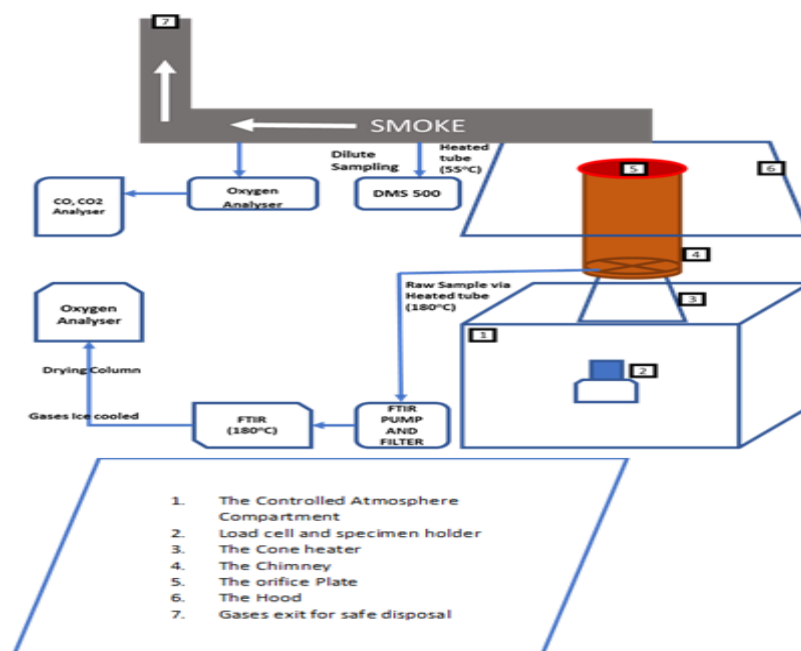 7
SMOKE
Dilute
Sampling
Heated
tube
(55°C)
5
6
CO, CO2
Analyser
Oxygen
Analyser
DMS 500
4
Raw Sample via
Heated tube
(180°C)
3
Oxygen
Analyser
1
Drying Column
2
Gases Ice cooled
FTIR
(180°C)
FTIR
PUMP
AND
FILTER
1. The Controlled Atmosphere
Compartment
2. Load cell and specimen holder
3. The Cone heater
4. The Chimney
5. The orifice Plate
6. The Hood
7. Gases exit for safe disposal